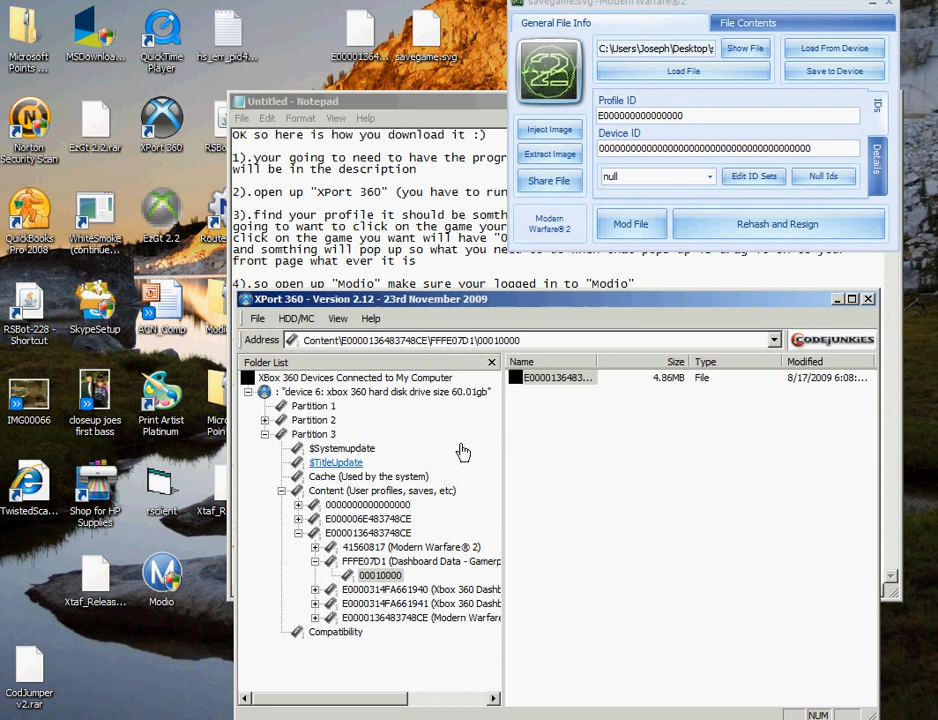 Microsoft
Points ...
MSDownloa...
QuickTime
Player
hs_err_pid4...
E00001364...
savegame.svg
Norton
Security Scan
EzGt 2.2.rar
XPort 360
RSBo
QuickBooks
Pro 2008
WhiteSmoke
(continue...
EzGt 2.2
Route
RSBot-228 -
Shortcut
SkypeSetup
AGN_Comp
Modi
IMG00066
closeup joes
first bass
Print Artist
Platinum
Micro
Poin
TwistedSca...
Shop for HP
Supplies
rsclient
Xtaf_R
Xtaf_Releas...
Modio
CodJumper
v2.rar
Untitled - Notepad
File Edit Format View Help
OK so here is how you download it :)
1).your going to need to have the progr
will be in the description
2).open up "XPort 360" (you have to run
3).find your profile it should be somth
going to want to click on the game your
click on the game you want will have "0
front page what ever it is
4).so open up "Modio" make sure your logged in to "Modio"
savegame.svg - Modern Warfare® 2
General File Info
File Contents
C:\Users\Joseph\Desktop\s
Show File
Load From Device
Load File
Save to Device
Profile ID
E000000000000000
IDs
Device ID
0000000000000000000000000000000000000000
Details
null
Edit ID Sets
Null Ids
Inject Image
Extract Image
Share File
Modern
Warfare® 2
Mod File
Rehash and Resign
XPort 360 - Version 2.12 - 23rd November 2009
File HDD/MC View Help
Address Content\E0000136483748CE\FFFE07D1\00010000
CODEJUNKIES
Folder List
XBox 360 Devices Connected to My Computer
: "device 6: xbox 360 hard disk drive size 60.01gb"
Partition 1
Partition 2
Partition 3
$Systemupdate
$TitleUpdate
Cache (Used by the system)
Content (User profiles, saves, etc)
0000000000000000
E000006E483748CE
E0000136483748CE
41560817 (Modern Warfare® 2)
FFFE07D1 (Dashboard Data - Gamerp
00010000
E0000314FA661940 (Xbox 360 Dashb
E0000314FA661941 (Xbox 360 Dashb
E0000136483748CE (Modern Warfare
Compatibility
Name Size Type Modified
E0000136483... 4.86MB File 8/17/2009 6:08:...
NUM